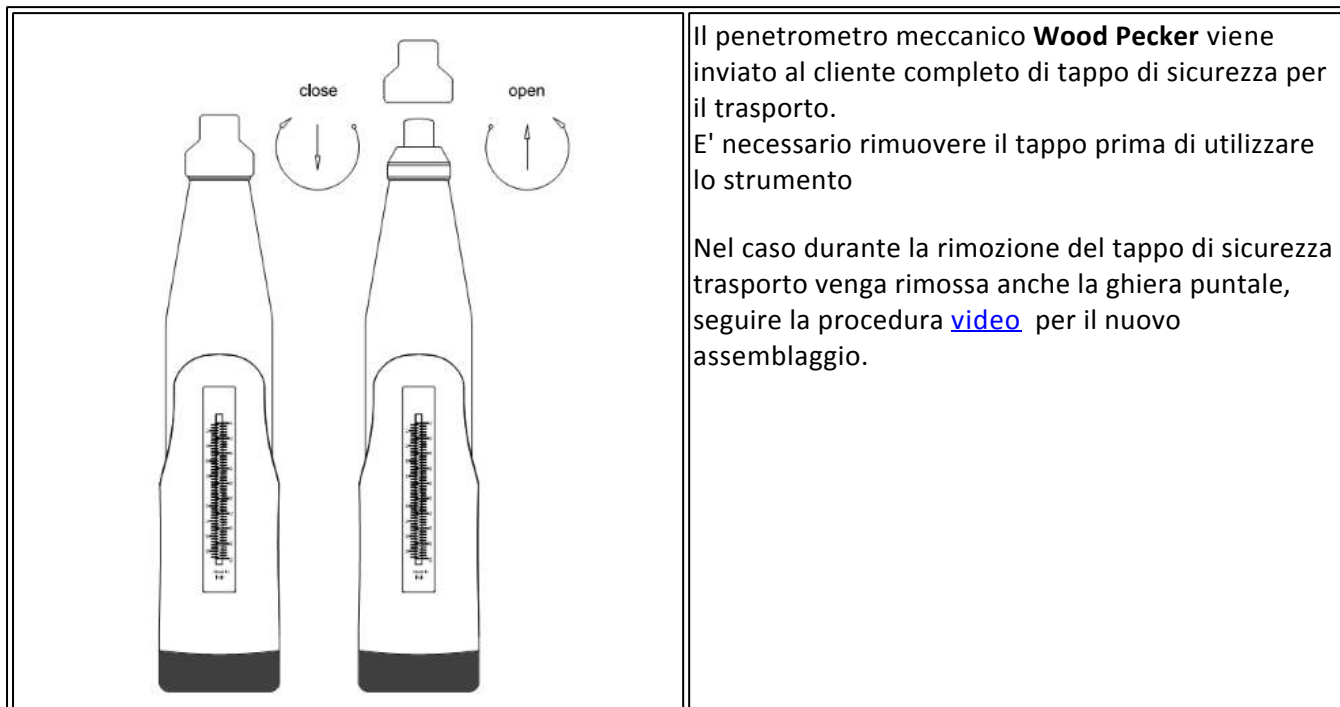 close
open
Il penetrometro meccanico Wood Pecker viene
inviato al cliente completo di tappo di sicurezza per
il trasporto.
E' necessario rimuovere il tappo prima di utilizzare
lo strumento
Nel caso durante la rimozione del tappo di sicurezza
trasporto venga rimossa anche la ghiera puntale,
seguire la procedura video per il nuovo
assemblaggio.